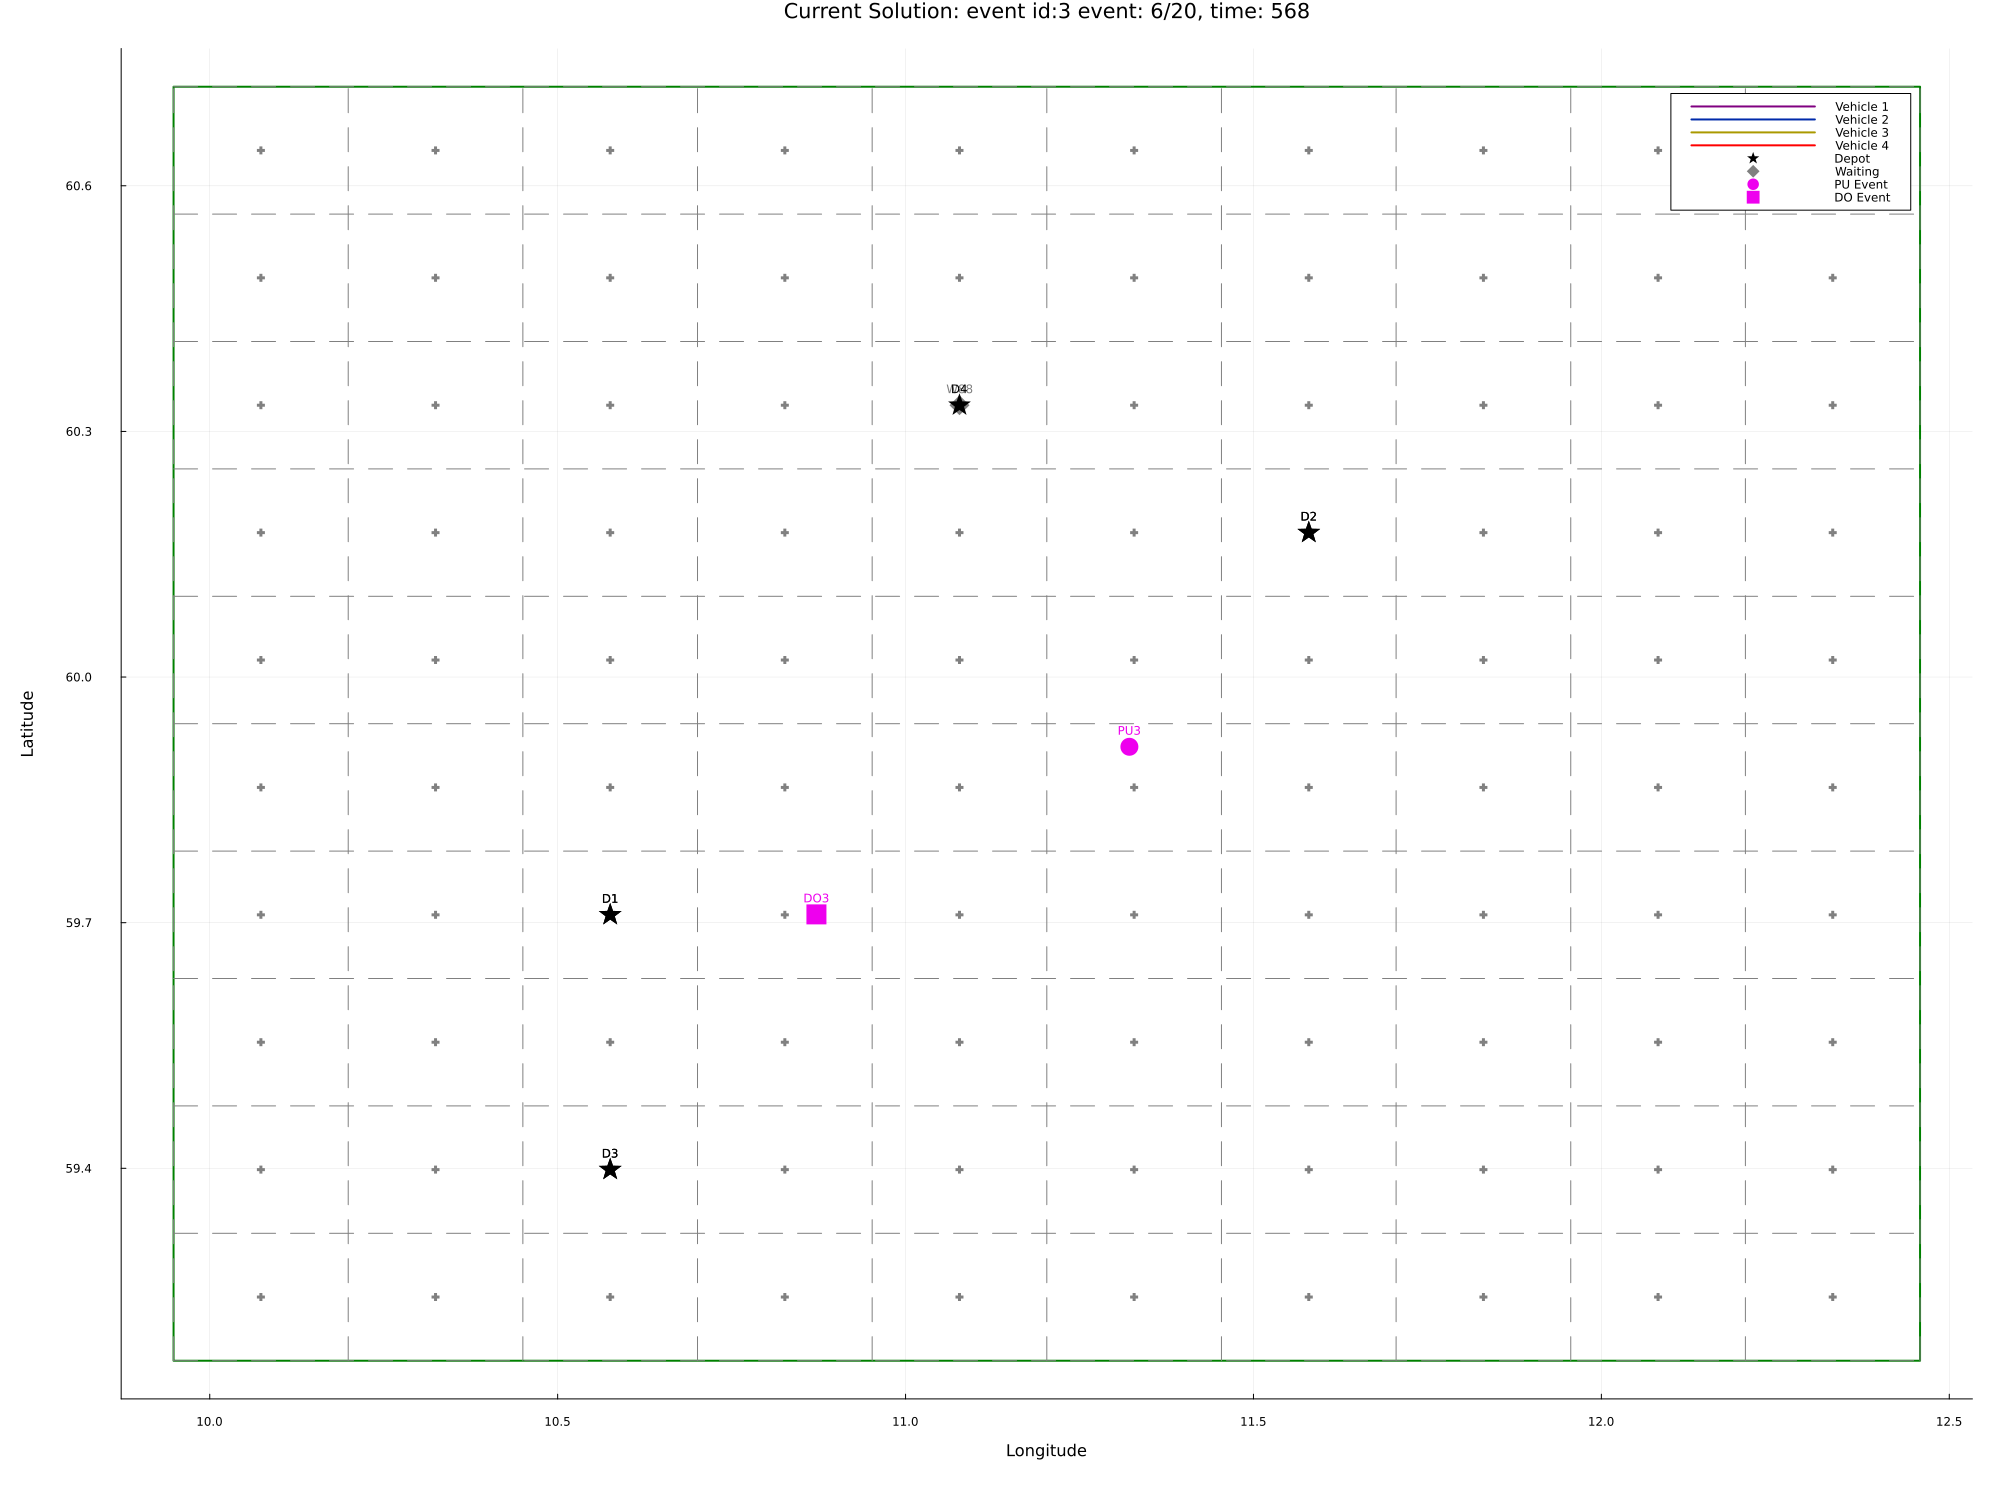 Current Solution: event id:3 event: 6/20, time: 568
Vehicle 1
Vehicle 2
Vehicle 3
Vehicle 4
Depot
Waiting
PU Event
DO Event
60.6
60.3
60.0
59.7
59.4
Latitude
D4
D2
PU3
D1
DO3
D3
10.0
10.5
11.0
11.5
12.0
12.5
Longitude